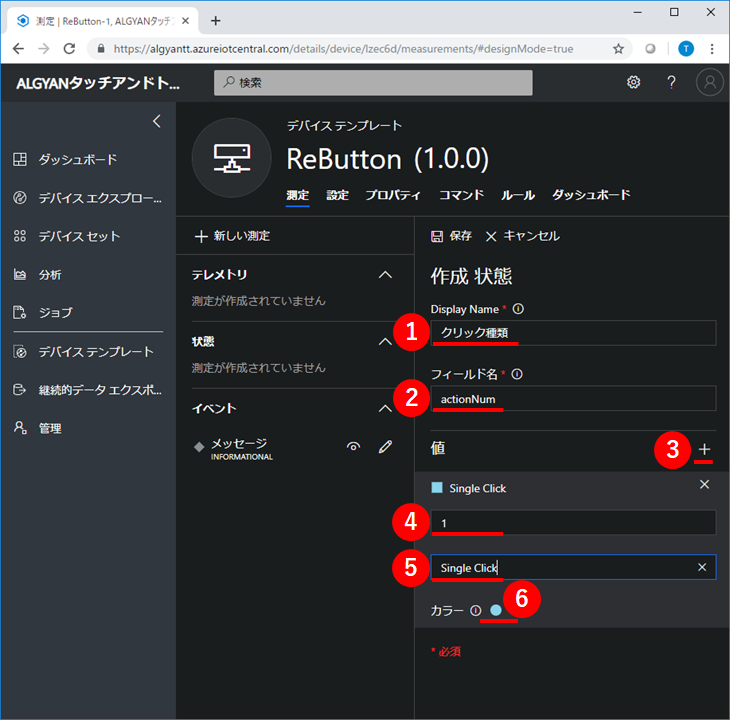 測定 | ReButton-1, ALGYANタッチ
https://algyantt.azureiotcentral.com/details/device/lzec6d/measurements/#designMode=true
T
ALGYANタッチアンドト...
検索
?
ダッシュボード
デバイス エクスプロー...
デバイス セット
分析
ジョブ
デバイス テンプレート
継続的データ エクスポ...
管理
デバイス テンプレート
ReButton (1.0.0)
測定 設定 プロパティ コマンド ルール ダッシュボード
新しい測定
テレメトリ
測定が作成されていません
状態
測定が作成されていません
イベント
メッセージ
INFORMATIONAL
保存 キャンセル
作成 状態
Display Name *
1 クリック種類
フィールド名 *
2 actionNum
値 3
Single Click
4 1
5 Single Click
カラー 6
* 必須